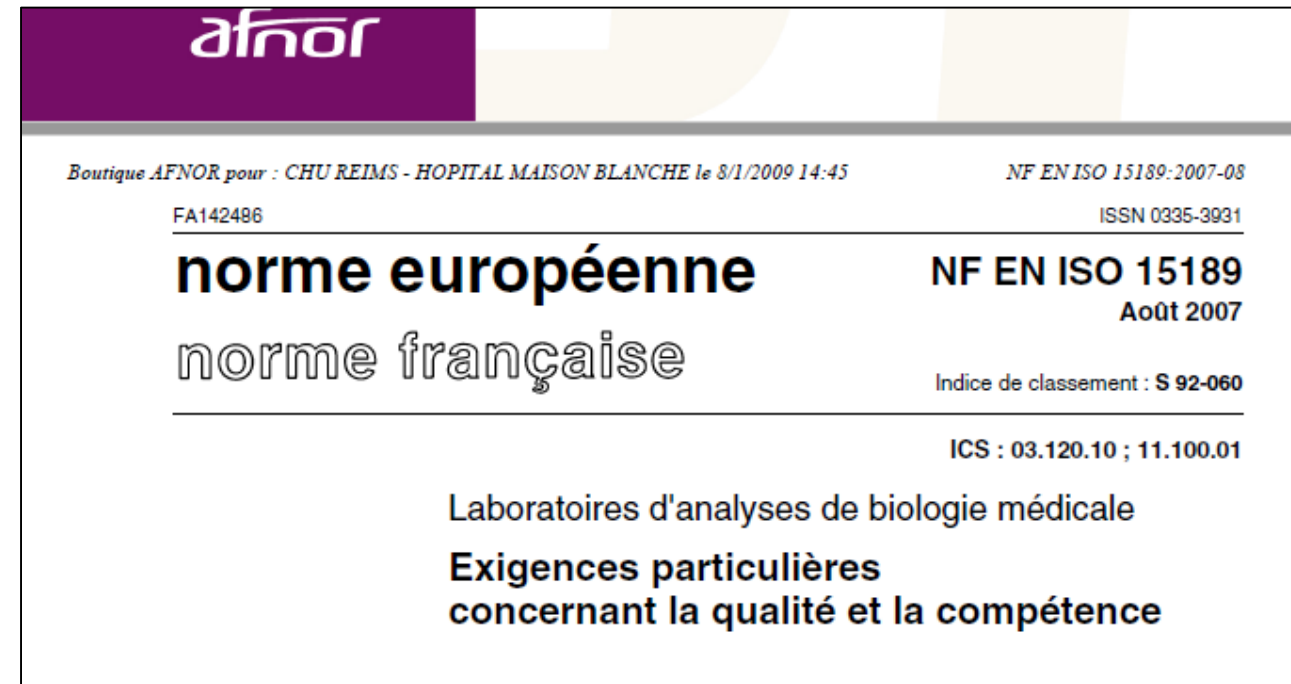 afnor
Boutique AFNOR pour : CHU REIMS - HOPITAL MAISON BLANCHE le 8/1/2009 14:45 NF EN ISO 15189:2007-08
FA142486 ISSN 0335-3931
norme européenne NF EN ISO 15189
Août 2007
norme française
Indice de classement : S 92-060
ICS : 03.120.10 ; 11.100.01
Laboratoires d'analyses de biologie médicale
Exigences particulières
concernant la qualité et la compétence